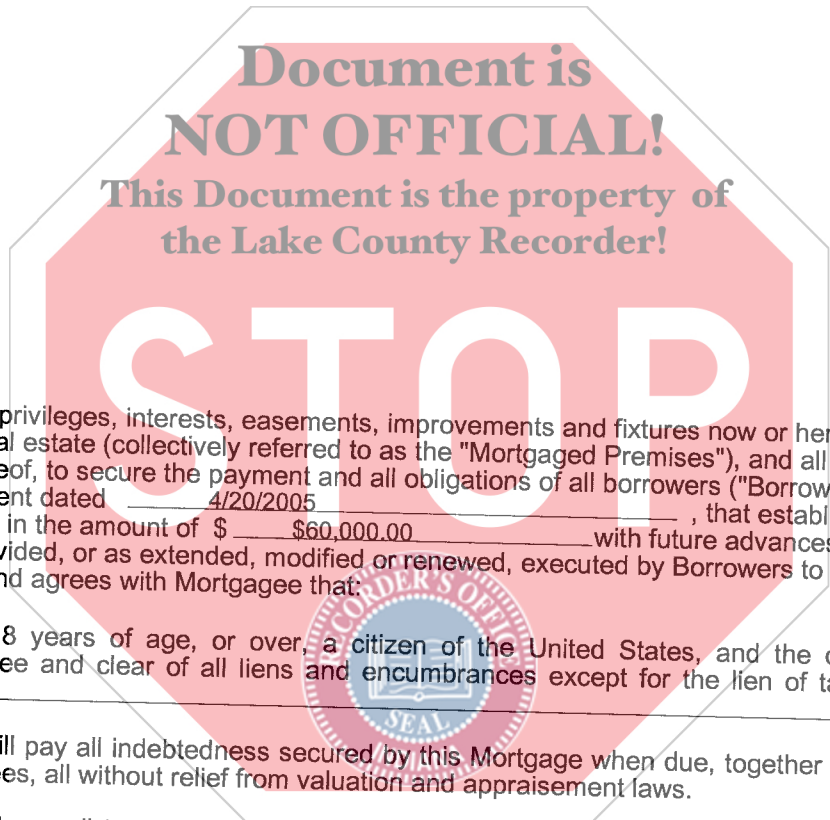 Document is
NOT OFFICIAL!
This Document is the property of
the Lake County Recorder!
STOP
privileges, interests, easements, improvements and fixtures now or her
al estate (collectively referred to as the "Mortgaged Premises"), and all
eof, to secure the payment and all obligations of all borrowers ("Borrow
ent dated 4/20/2005 , that establ
in the amount of $ $60,000.00 with future advances
vided, or as extended, modified or renewed, executed by Borrowers to
nd agrees with Mortgagee that:
RECORDER'S OFFICE
8 years of age, or over, a citizen of the United States, and the
ee and clear of all liens and encumbrances except for the lien of ta
SEAL
ill pay all indebtedness secured by this Mortgage when due, together
es, all without relief from valuation and appraisement laws.